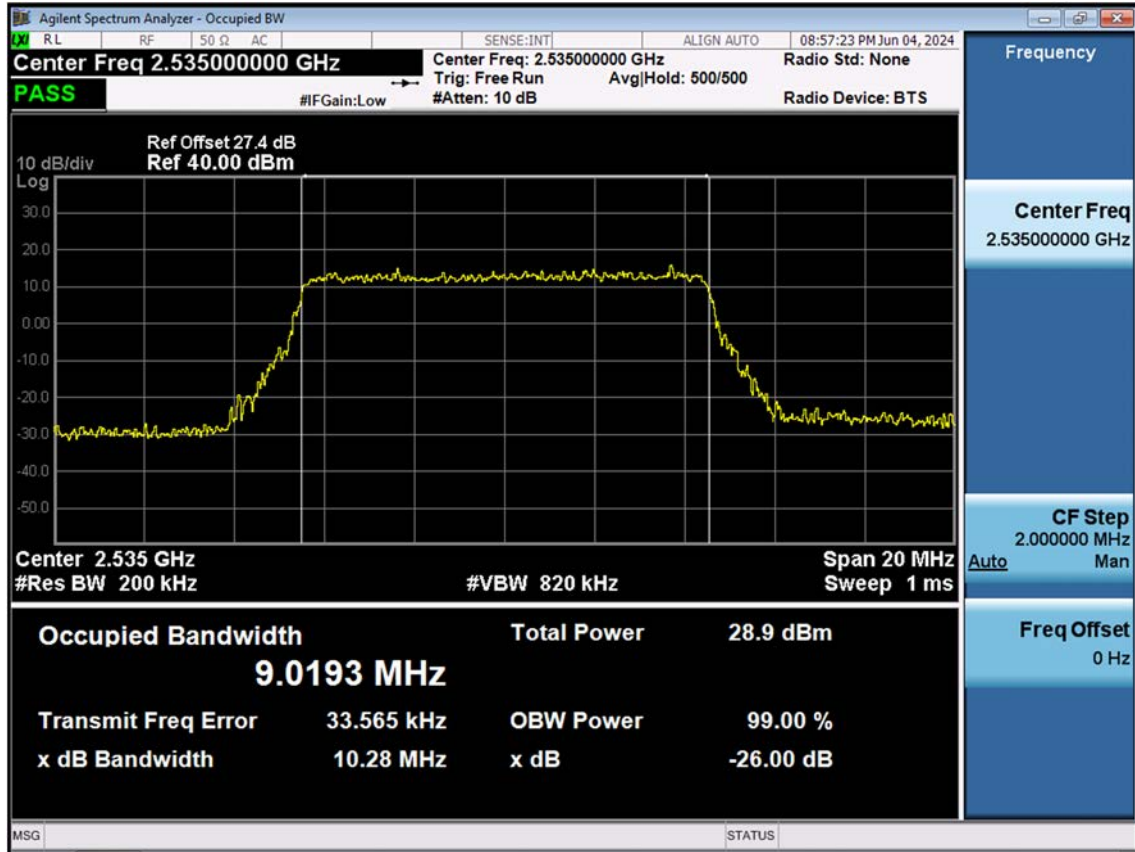 Agilent Spectrum Analyzer - Occupied BW
LXI RL RF 50 Ω AC SENSE:INT ALIGN AUTO 08:57:23 PM Jun 04, 2024
Center Freq 2.535000000 GHz
Center Freq: 2.535000000 GHz
Radio Std: None
Trig: Free Run Avg|Hold: 500/500
PASS
#IFGain:Low
#Atten: 10 dB
Radio Device: BTS
Ref Offset 27.4 dB
10 dB/div Ref 40.00 dBm
Log
30.0
20.0
10.0
0.00
-10.0
-20.0
-30.0
-40.0
-50.0
Center 2.535 GHz Span 20 MHz
#Res BW 200 kHz #VBW 820 kHz Sweep 1 ms
Occupied Bandwidth Total Power 28.9 dBm
9.0193 MHz
Transmit Freq Error 33.565 kHz OBW Power 99.00 %
x dB Bandwidth 10.28 MHz x dB -26.00 dB
Frequency
Center Freq
2.535000000 GHz
CF Step
2.000000 MHz
Auto Man
Freq Offset
0 Hz
MSG STATUS